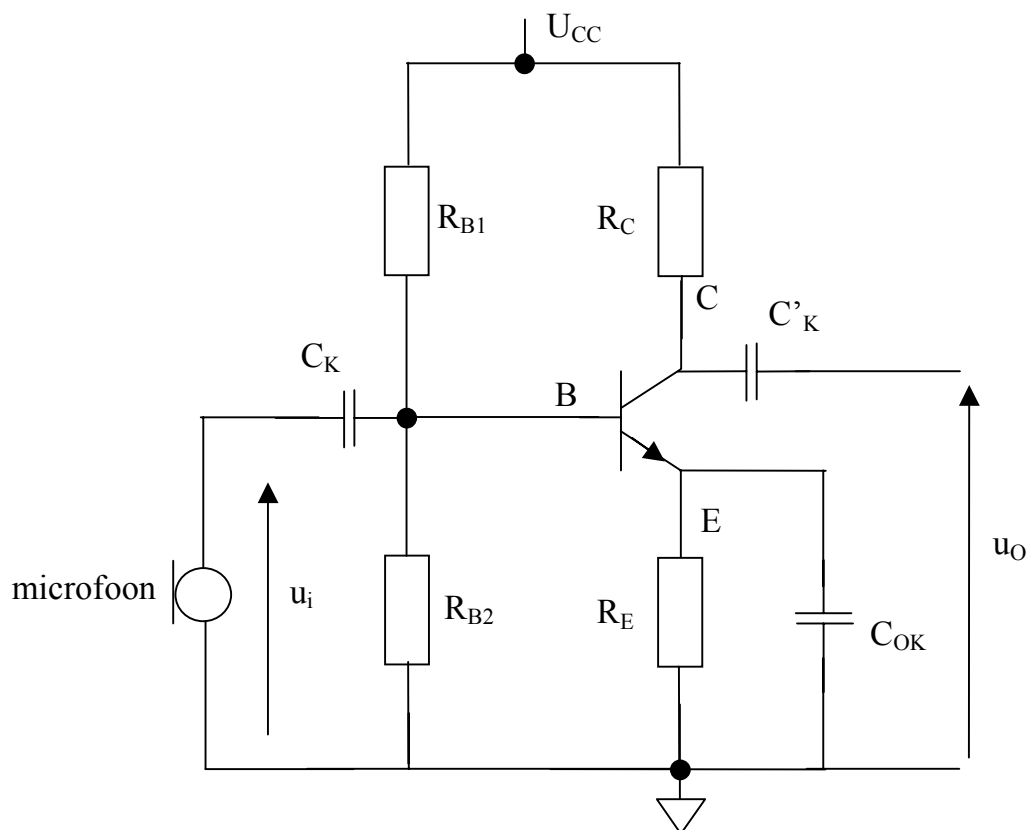 U_CC
R_B1
R_C
C
C'_K
C_K
B
E
microfoon
u_i
R_B2
R_E
C_OK
u_O